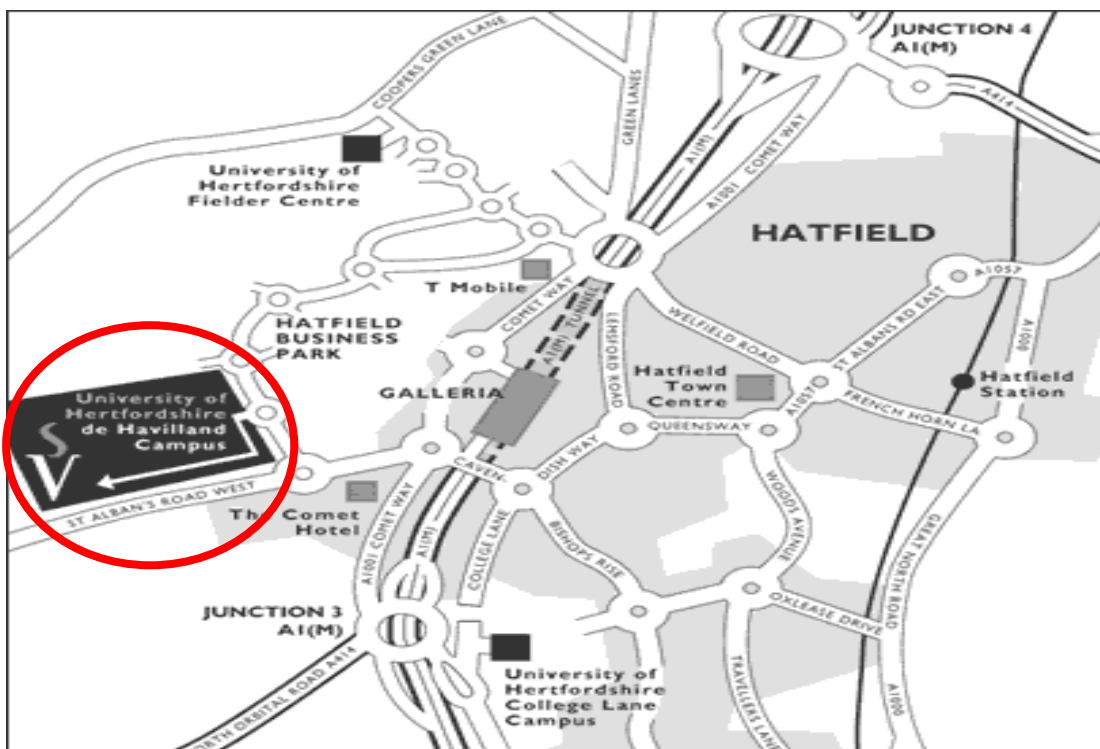 JUNCTION 4
A1(M)
COOPERS GREEN LANE
GREEN LANES
A1(M)
A1001 COMET WAY
A414
University of
Hertfordshire
Fielder Centre
HATFIELD
A1057
T Mobile
COMET WAY
A1(M) TUNNEL
LEMSFORD ROAD
WELFIELD ROAD
ST ALBANS RD EAST
A1000
HATFIELD
BUSINESS
PARK
GALLERIA
Hatfield
Town
Centre
A1057
Hatfield
Station
FRENCH HORN LA
University of
Hertfordshire
de Havilland
Campus
S
V
QUEENSWAY
CAVEN-
DISH WAY
ST ALBAN'S ROAD WEST
The Comet
Hotel
A1001 COMET WAY
A1(M)
COLLEGE LANE
BISHOPS RISE
WOODS AVENUE
GREAT NORTH ROAD
JUNCTION 3
A1(M)
OXLEASE DRIVE
University of
Hertfordshire
College Lane
Campus
TRAVELLERS LANE
A1000
ORBITAL ROAD A414